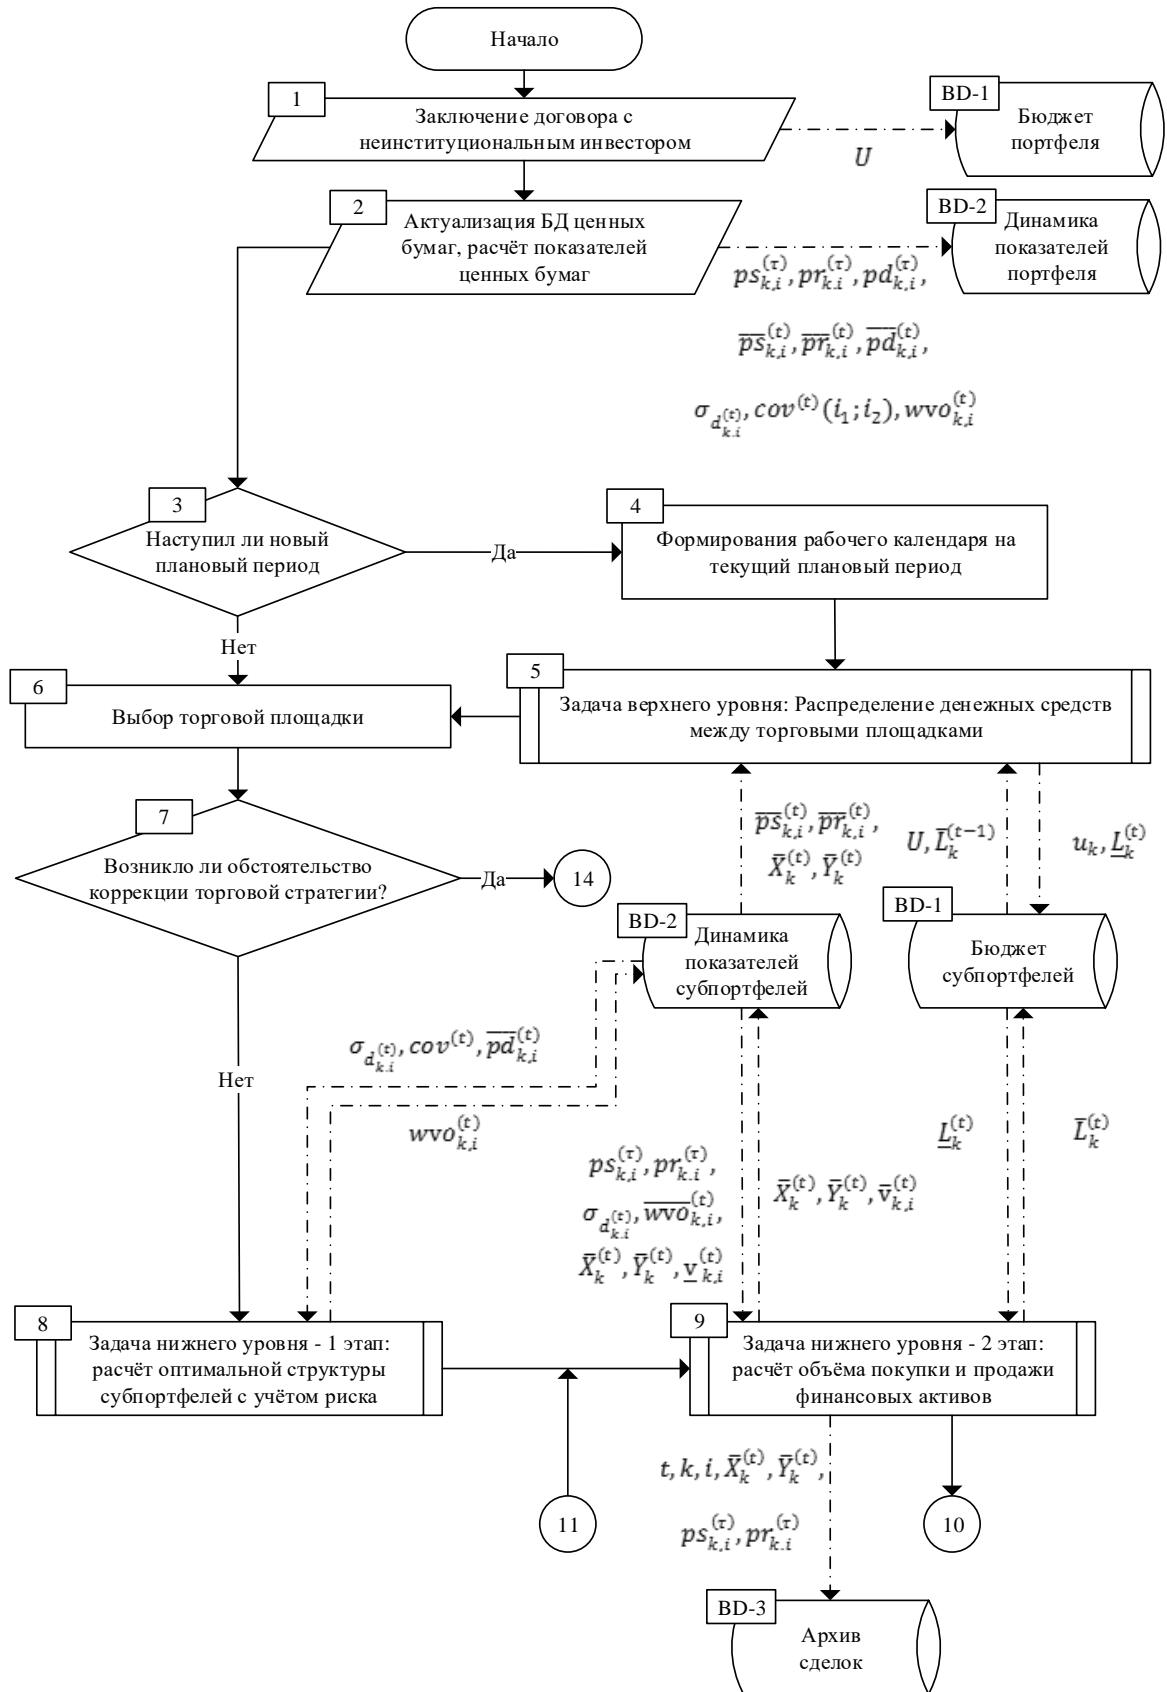 Начало
1
Заключение договора с
неинституциональным инвестором
BD-1
Бюджет
портфеля
U
2
Актуализация БД ценных
бумаг, расчёт показателей
ценных бумаг
BD-2
Динамика
показателей
портфеля
ps_{k,i}^{(τ)}, pr_{k.i}^{(τ)}, pd_{k,i}^{(τ)},
\overline{ps}_{k,i}^{(t)}, \overline{pr}_{k,i}^{(t)}, \overline{pd}_{k,i}^{(t)},
σ_{d_{k.i}^{(t)}}, cov^{(t)}(i_1; i_2), wvo_{k,i}^{(t)}
3
Наступил ли новый
плановый период
Да
4
Формирования рабочего календаря на
текущий плановый период
Нет
6
Выбор торговой площадки
5
Задача верхнего уровня: Распределение денежных средств
между торговыми площадками
7
Возникло ли обстоятельство
коррекции торговой стратегии?
Да
14
\overline{ps}_{k,i}^{(t)}, \overline{pr}_{k,i}^{(t)},
\bar{X}_k^{(t)}, \bar{Y}_k^{(t)}
U, \bar{L}_k^{(t−1)}
u_k, \underline{L}_k^{(t)}
BD-2
Динамика
показателей
субпортфелей
BD-1
Бюджет
субпортфелей
Нет
σ_{d_{k.i}^{(t)}}, cov^{(t)}, \overline{pd}_{k,i}^{(t)}
wvo_{k,i}^{(t)}
ps_{k,i}^{(τ)}, pr_{k.i}^{(τ)},
σ_{d_{k.i}^{(t)}}, \overline{wvo}_{k,i}^{(t)},
\bar{X}_k^{(t)}, \bar{Y}_k^{(t)}, \underline{v}_{k,i}^{(t)}
\bar{X}_k^{(t)}, \bar{Y}_k^{(t)}, \bar{v}_{k,i}^{(t)}
\underline{L}_k^{(t)}
\bar{L}_k^{(t)}
8
Задача нижнего уровня - 1 этап:
расчёт оптимальной структуры
субпортфелей с учётом риска
9
Задача нижнего уровня - 2 этап:
расчёт объёма покупки и продажи
финансовых активов
11
10
t, k, i, \bar{X}_k^{(t)}, \bar{Y}_k^{(t)},
ps_{k,i}^{(τ)}, pr_{k.i}^{(τ)}
BD-3
Архив
сделок